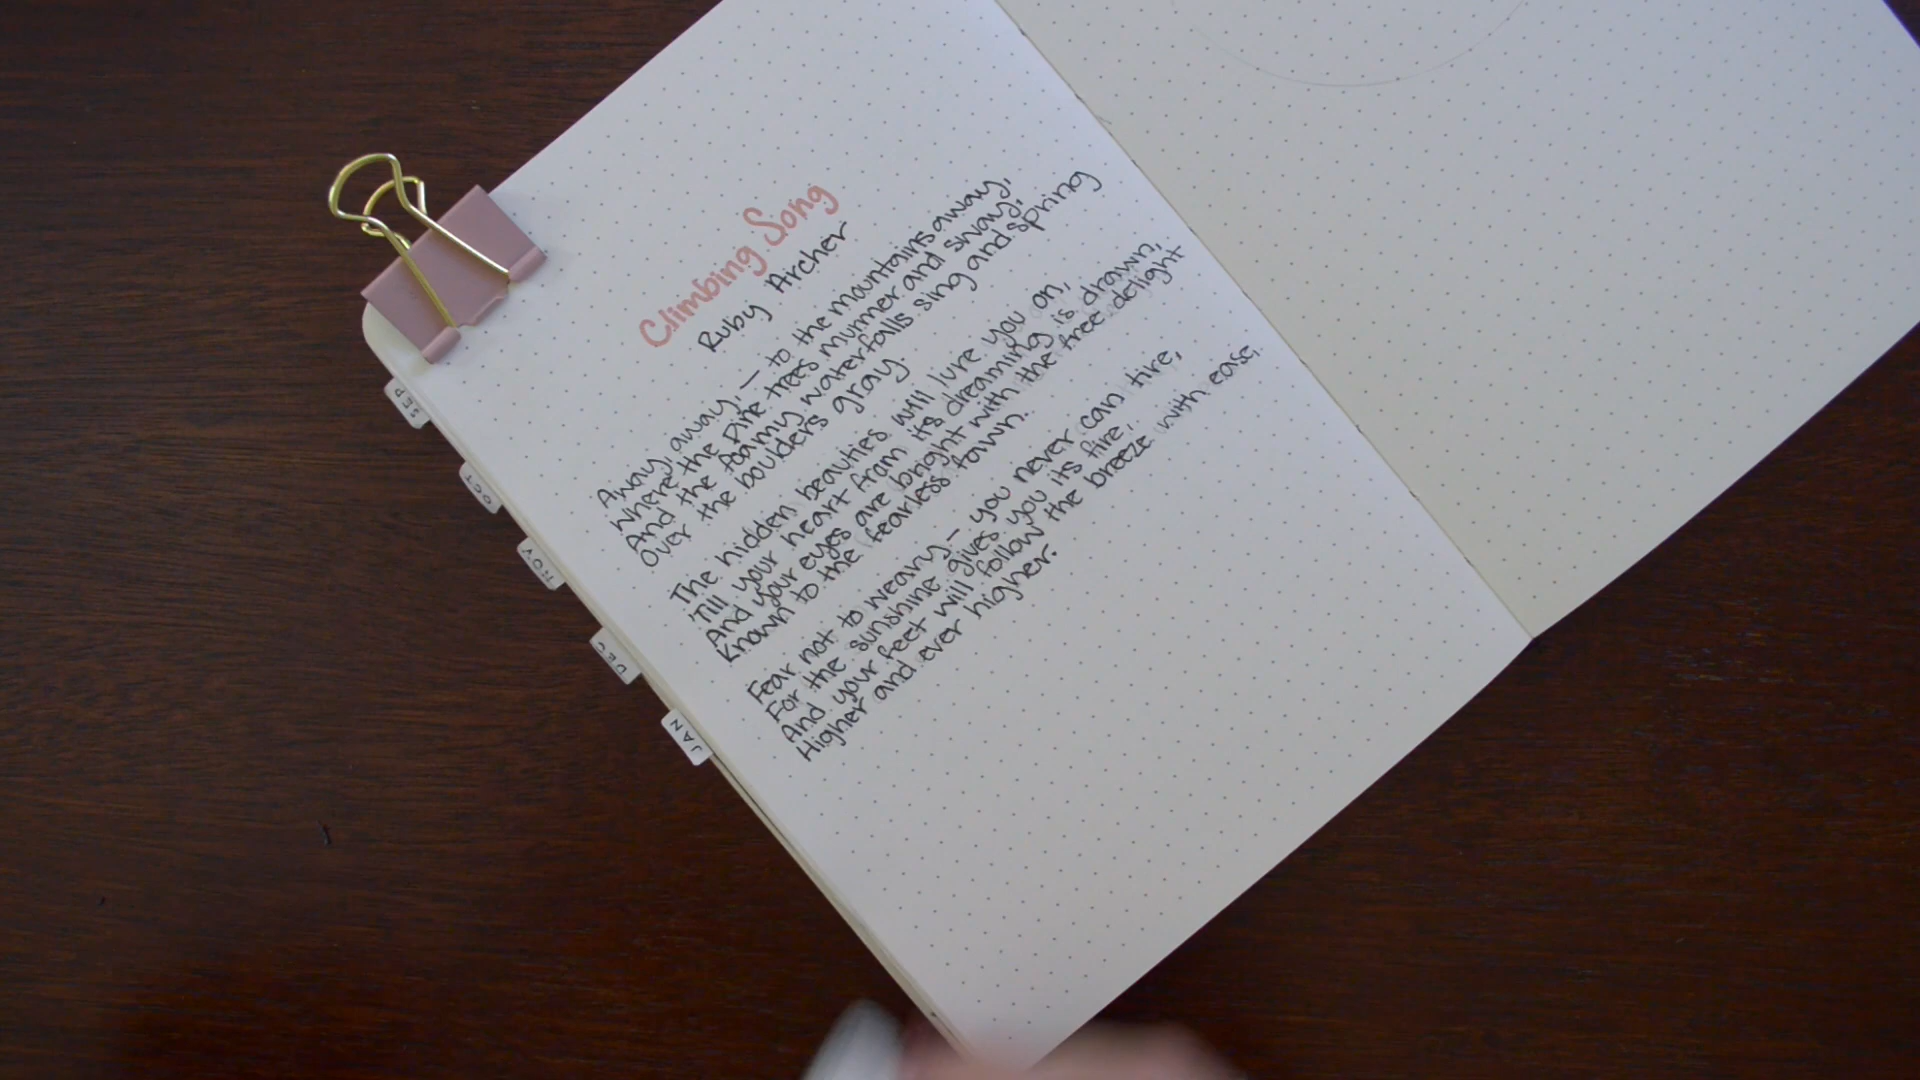 Climbing Song
Ruby Archer
Away, away, — to the mountains away,
Where the pine trees murmer and sway,
And the foamy waterfalls sing and spring
Over the boulders gray.
The hidden beauties will lure you on,
'Till your heart from its dreaming is drawn,
And your eyes are bright with the free delight
Known to the fearless fawn.
Fear not to weary — you never can tire,
For the sunshine gives you its fire,
And your feet will follow the breeze with ease,
Higher and ever higher.
SEP
OCT
NOV
DEC
JAN